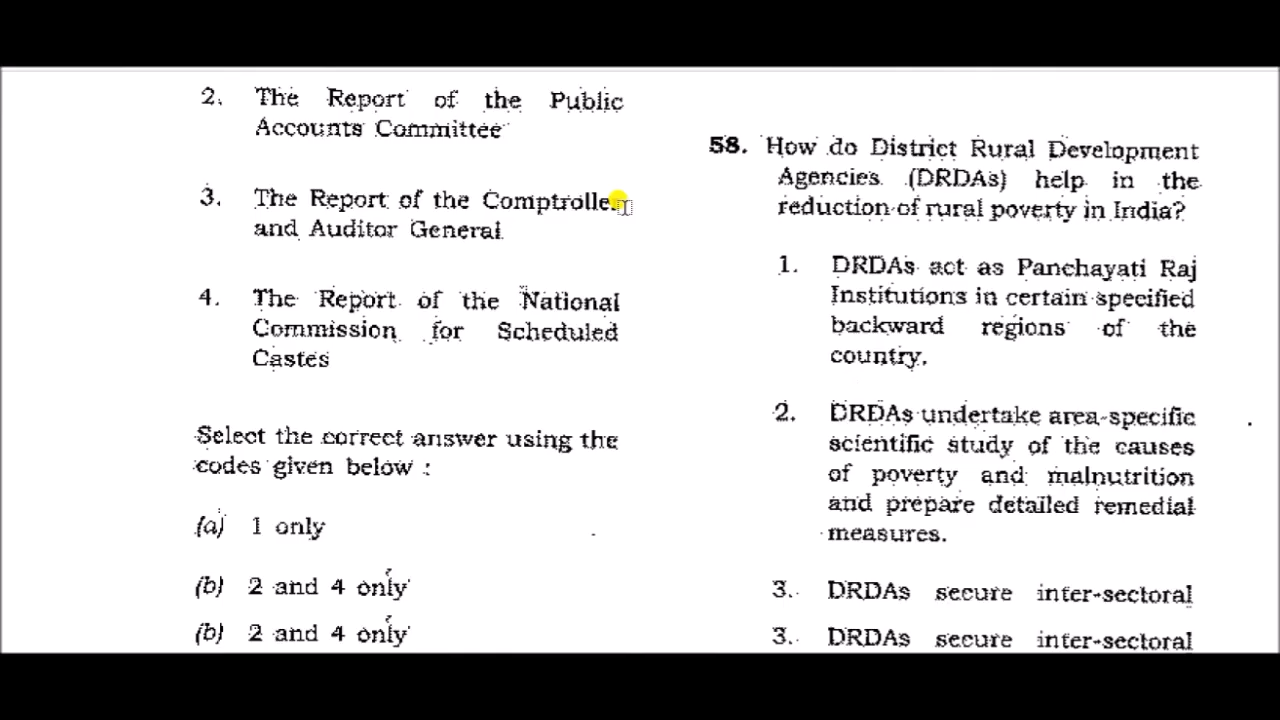 2. The Report of the Public
Accounts Committee
3. The Report of the Comptroller
and Auditor General
4. The Report of the National
Commission for Scheduled
Castes
Select the correct answer using the
codes given below :
(a) 1 only
(b) 2 and 4 only
(b) 2 and 4 only
58. How do District Rural Development
Agencies (DRDAs) help in the
reduction of rural poverty in India?
1. DRDAs act as Panchayati Raj
Institutions in certain specified
backward regions of the
country.
2. DRDAs undertake area-specific
scientific study of the causes
of poverty and malnutrition
and prepare detailed remedial
measures.
3. DRDAs secure inter-sectoral
3. DRDAs secure inter-sectoral